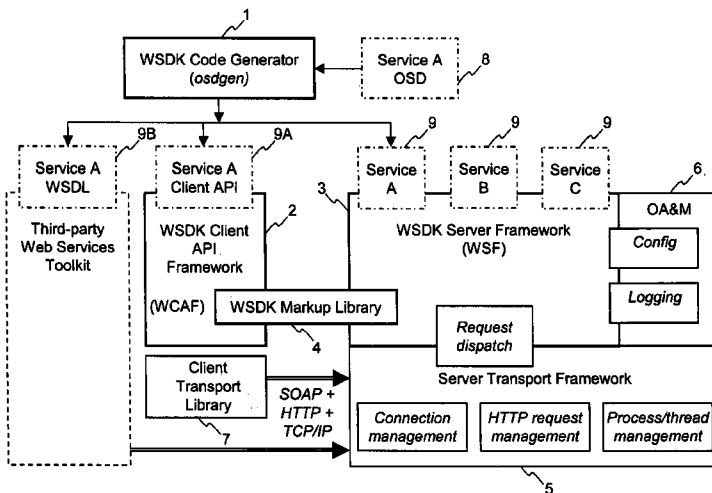 1
WSDK Code Generator
(osdgen)
Service A
OSD
8
9B
9A
9
9
9
6
Service A
WSDL
Service A
Client API
Service
A
Service
B
Service
C
3
2
OA&M
Third-party
Web Services
Toolkit
WSDK Client
API
Framework
(WCAF)
WSDK Server Framework
(WSF)
Config
Logging
WSDK Markup Library
4
Request
dispatch
Client
Transport
Library
7
SOAP +
HTTP +
TCP/IP
Server Transport Framework
Connection
management
HTTP request
management
Process/thread
management
5